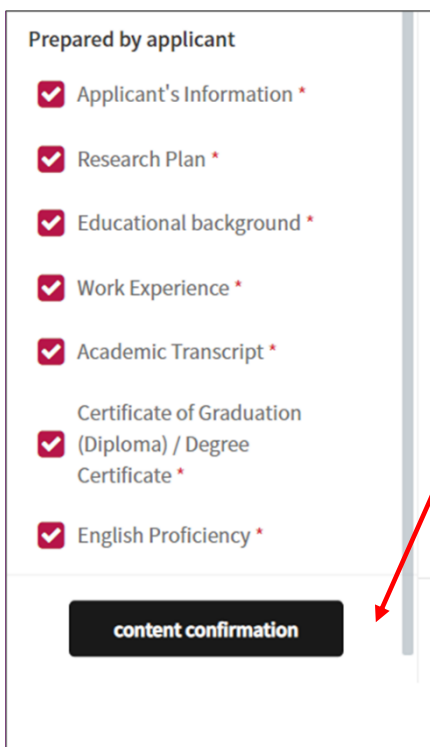 Prepared by applicant
Applicant's Information *
Research Plan *
Educational background *
Work Experience *
Academic Transcript *
Certificate of Graduation
(Diploma) / Degree
Certificate *
English Proficiency *
content confirmation